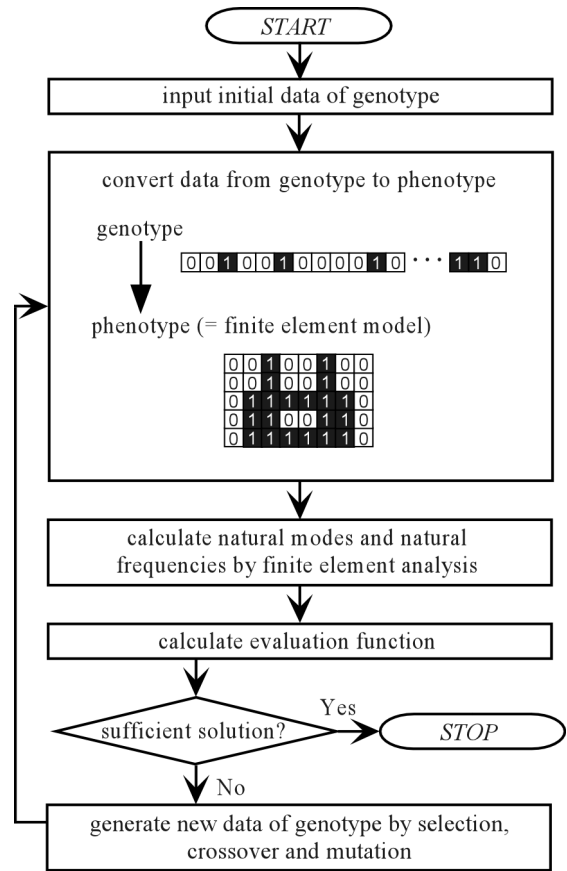 START
input initial data of genotype
convert data from genotype to phenotype
genotype
0 0 1 0 0 1 0 0 0 0 1 0 ··· 1 1 0
phenotype (= finite element model)
0 0 1 0 0 1 0 0
0 0 1 0 0 1 0 0
0 1 1 1 1 1 1 0
0 1 1 0 0 1 1 0
0 1 1 1 1 1 1 0
calculate natural modes and natural
frequencies by finite element analysis
calculate evaluation function
sufficient solution?
Yes
STOP
No
generate new data of genotype by selection,
crossover and mutation